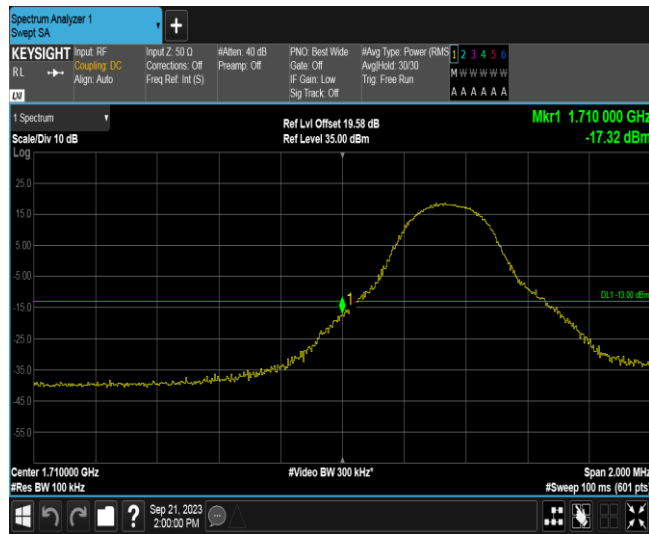 Spectrum Analyzer 1
Swept SA
+
KEYSIGHT
RL
LXI
Input: RF
Coupling: DC
Align: Auto
Input Z: 50 Ω
Corrections: Off
Freq Ref: Int (S)
#Atten: 40 dB
Preamp: Off
PNO: Best Wide
Gate: Off
IF Gain: Low
Sig Track: Off
#Avg Type: Power (RMS
Avg|Hold: 30/30
Trig: Free Run
1 2 3 4 5 6
M W W W W W
A A A A A A
1 Spectrum
Scale/Div 10 dB
Log
Ref Lvl Offset 19.58 dB
Ref Level 35.00 dBm
Mkr1 1.710 000 GHz
-17.32 dBm
25.0
15.0
5.00
-5.00
-15.0
-25.0
-35.0
-45.0
-55.0
1
DL1 -13.00 dBm
Center 1.710000 GHz
#Res BW 100 kHz
#Video BW 300 kHz*
Span 2.000 MHz
#Sweep 100 ms (601 pts
?
Sep 21, 2023
2:00:00 PM